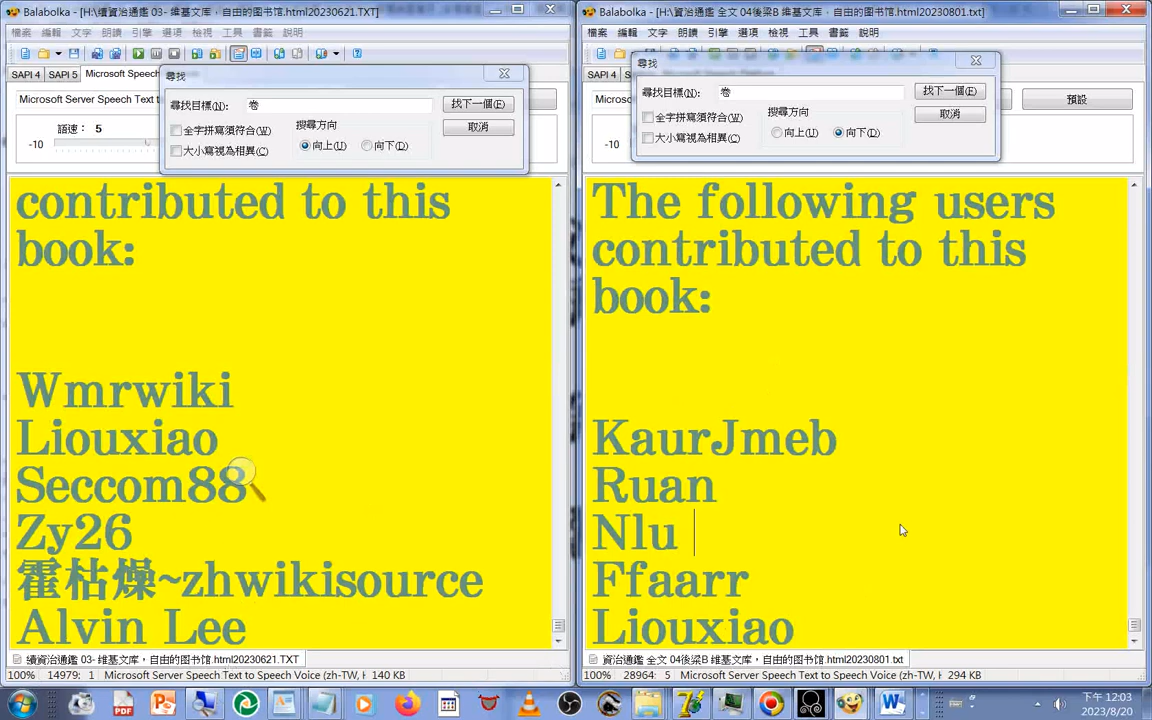 Balabolka - [H:\續資治通鑑 03- 維基文库，自由的图书馆.html20230621.TXT]
檔案 編輯 文字 朗讀 引擎 選項 檢視 工具 書籤 說明
SAPI 4 SAPI 5 Microsoft Speech
尋找
Microsoft Server Speech Text to
尋找目標(N): 卷
找下一個(F)
全字拼寫須符合(W)
搜尋方向
取消
語速： 5
向上(U) 向下(D)
-10
大小寫視為相異(C)
contributed to this
book:
Wmrwiki
Liouxiao
Seccom88
Zy26
霍枯燥~zhwikisource
Alvin Lee
續資治通鑑 03- 維基文库，自由的图书馆.html20230621.TXT
100% 14979: 1 Microsoft Server Speech Text to Speech Voice (zh-TW, H 140 KB
Balabolka - [H:\資治通鑑 全文 04後梁B 維基文库，自由的图书馆.html20230801.txt]
檔案 編輯 文字 朗讀 引擎 選項 檢視 工具 書籤 說明
尋找
SAPI 4
尋找目標(N): 卷
找下一個(F)
預設
全字拼寫須符合(W)
搜尋方向
取消
向上(U) 向下(D)
-10
大小寫視為相異(C)
The following users
contributed to this
book:
KaurJmeb
Ruan
Nlu
Ffaarr
Liouxiao
資治通鑑 全文 04後梁B 維基文库，自由的图书馆.html20230801.txt
100% 28964: 5 Microsoft Server Speech Text to Speech Voice (zh-TW, H 294 KB
下午 12:03
2023/8/20